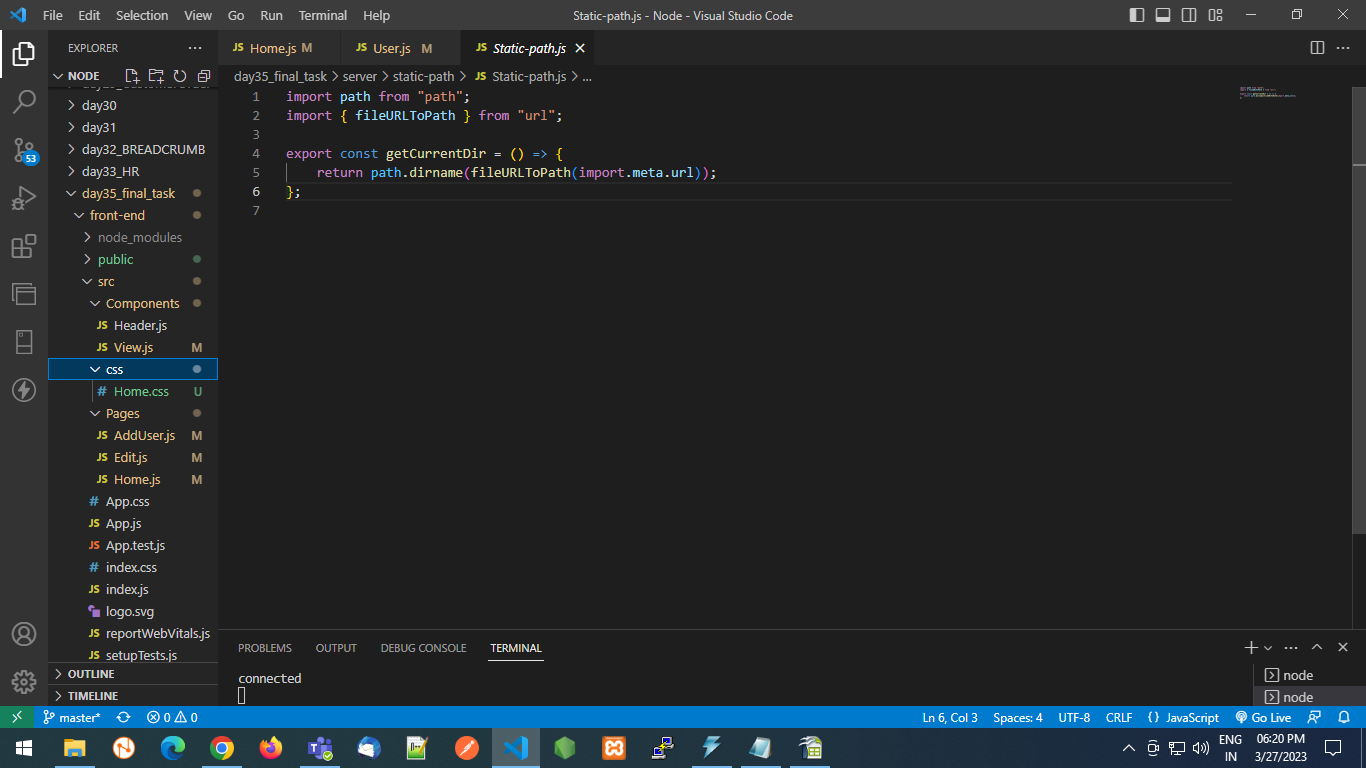 File Edit Selection View Go Run Terminal Help
Static-path.js - Node - Visual Studio Code
EXPLORER
NODE
day30
day31
day32_BREADCRUMB
day33_HR
day35_final_task
front-end
node_modules
public
src
Components
JS Header.js
JS View.js M
css
# Home.css U
Pages
JS AddUser.js M
JS Edit.js M
JS Home.js M
# App.css
JS App.js
JS App.test.js
# index.css
JS index.js
logo.svg
JS reportWebVitals.js
JS setupTests.js
OUTLINE
TIMELINE
53
JS Home.js M
JS User.js M
JS Static-path.js
day35_final_task > server > static-path > JS Static-path.js > ...
1 import path from "path";
2 import { fileURLToPath } from "url";
3
4 export const getCurrentDir = () => {
5 return path.dirname(fileURLToPath(import.meta.url));
6 };
7
PROBLEMS OUTPUT DEBUG CONSOLE TERMINAL
connected
node
node
master* 0 0
Ln 6, Col 3 Spaces: 4 UTF-8 CRLF {} JavaScript Go Live
ENG
IN
06:20 PM
3/27/2023